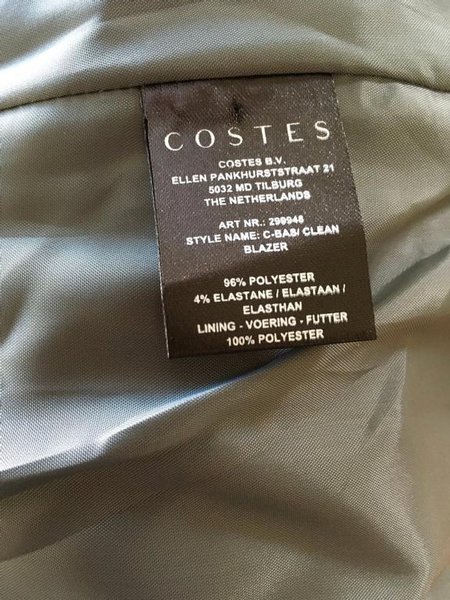 COSTES
COSTES B.V.
ELLEN PANKHURSTSTRAAT 21
5032 MD TILBURG
THE NETHERLANDS
ART NR.: 299948
STYLE NAME: C-BAS/ CLEAN
BLAZER
96% POLYESTER
4% ELASTANE / ELASTAAN /
ELASTHAN
LINING - VOERING - FUTTER
100% POLYESTER